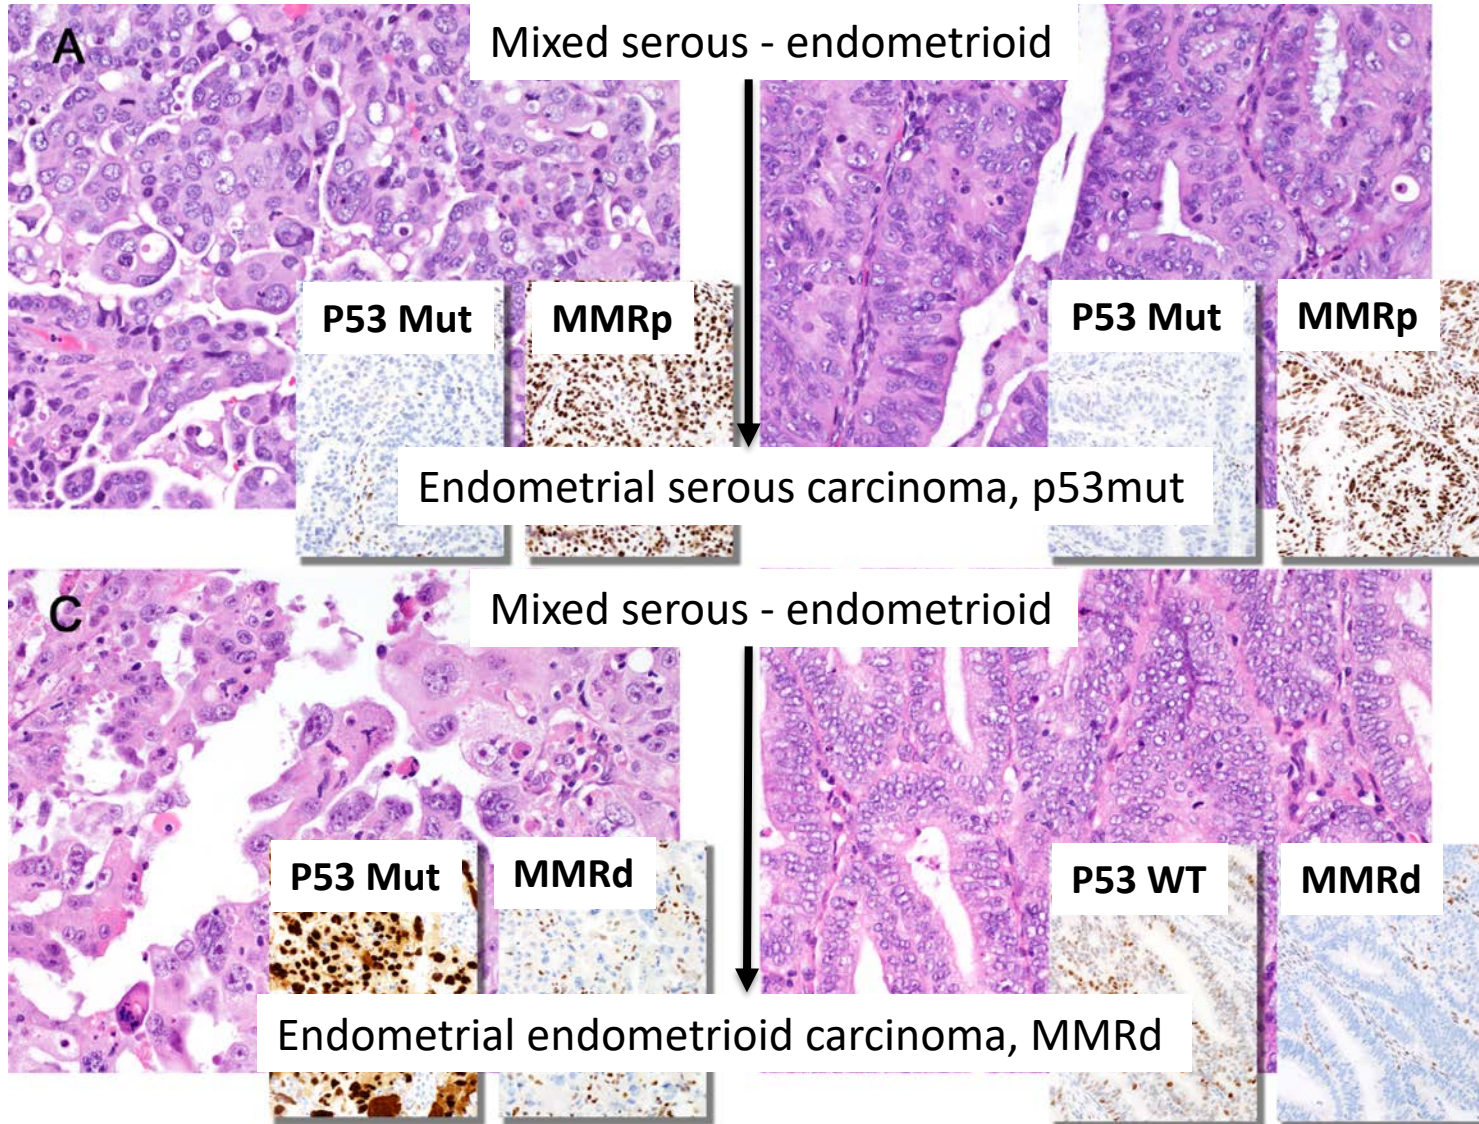 A
Mixed serous - endometrioid
P53 Mut
MMRp
P53 Mut
MMRp
Endometrial serous carcinoma, p53mut
C
Mixed serous - endometrioid
P53 Mut
MMRd
P53 WT
MMRd
Endometrial endometrioid carcinoma, MMRd